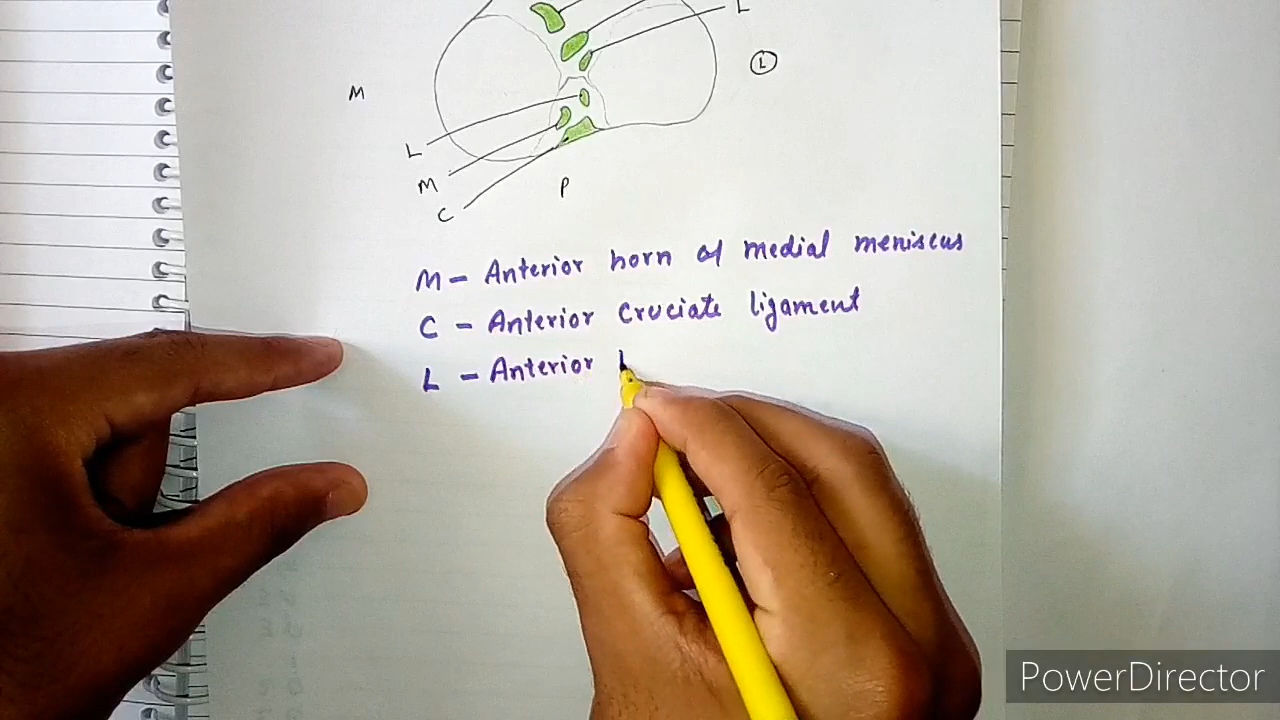 L
L
M
L
M
P
C
M - Anterior horn of medial meniscus
C - Anterior cruciate ligament
L - Anterior
PowerDirector